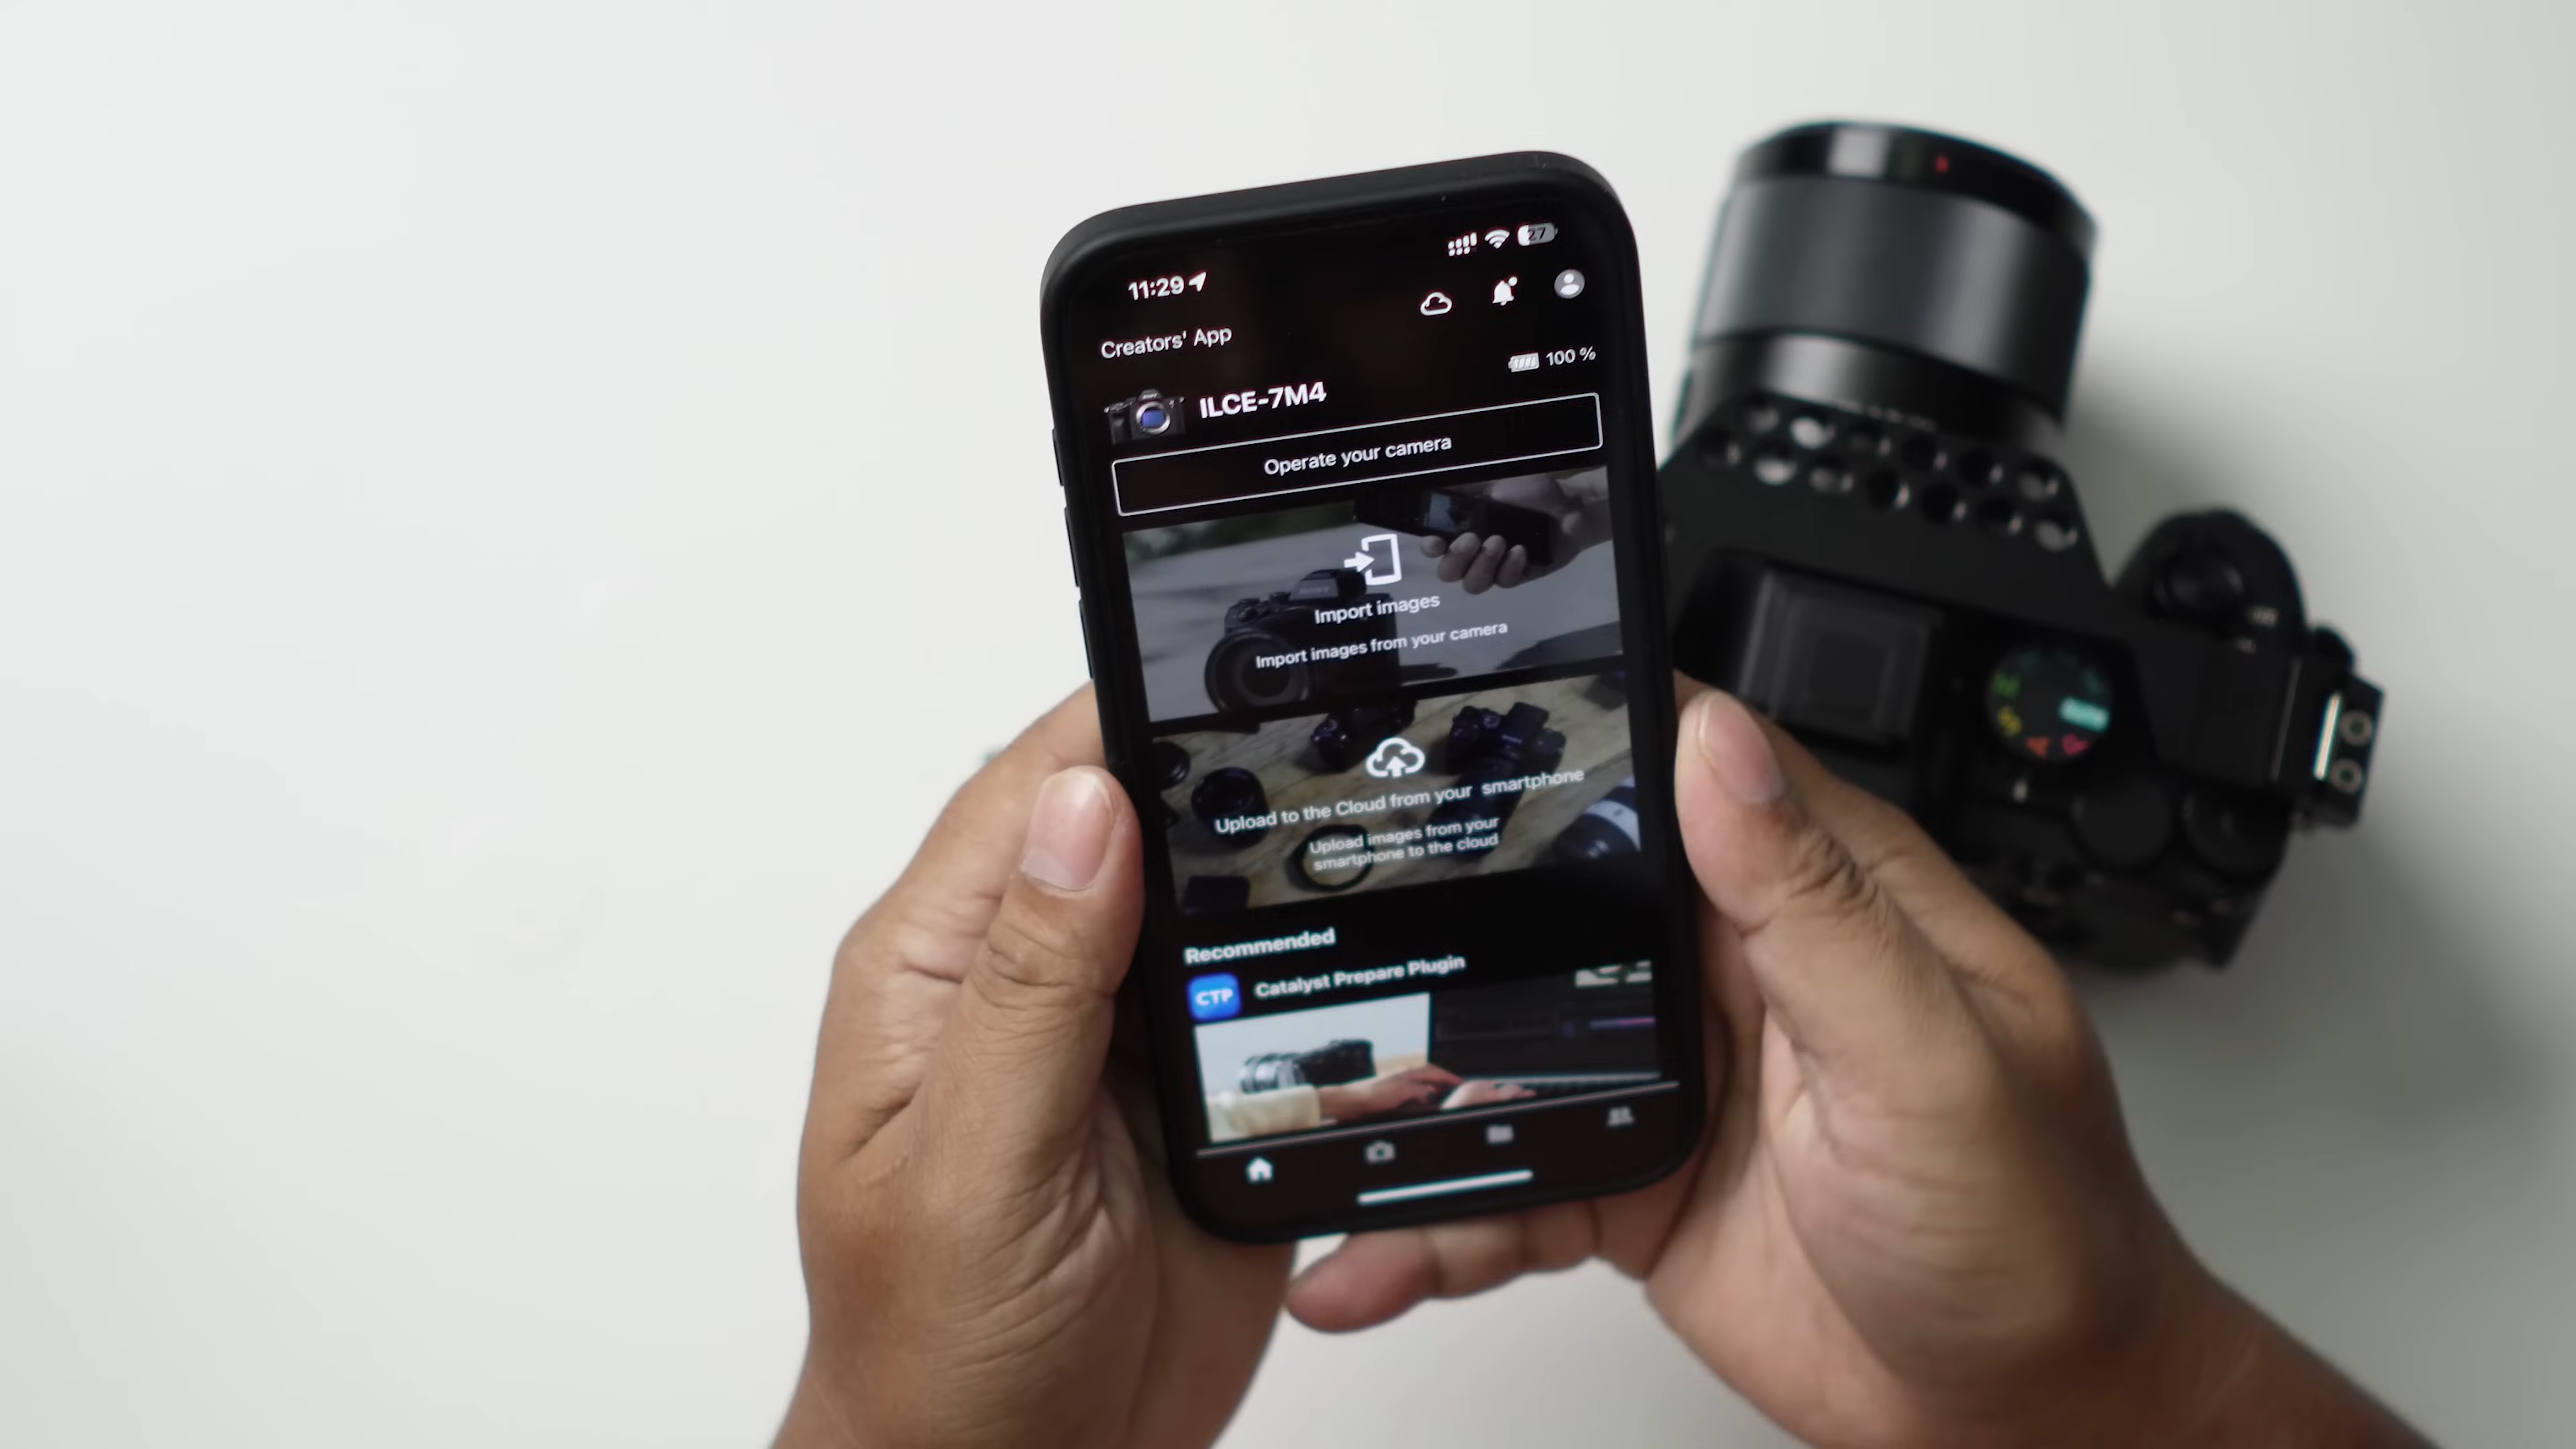 11:29
27
Creators' App
100 %
ILCE-7M4
Operate your camera
Import images
Import images from your camera
Upload to the Cloud from your smartphone
Upload images from your
smartphone to the cloud
Recommended
CTP
Catalyst Prepare Plugin